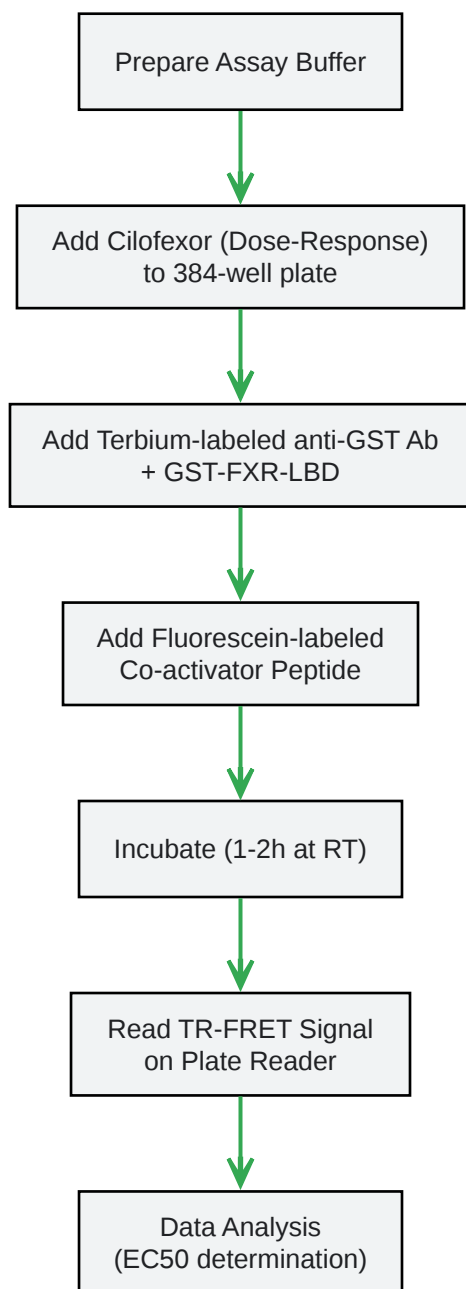 Prepare Assay Buffer
Add Cilofexor (Dose-Response)
to 384-well plate
Add Terbium-labeled anti-GST Ab
+ GST-FXR-LBD
Add Fluorescein-labeled
Co-activator Peptide
Incubate (1-2h at RT)
Read TR-FRET Signal
on Plate Reader
Data Analysis
(EC50 determination)